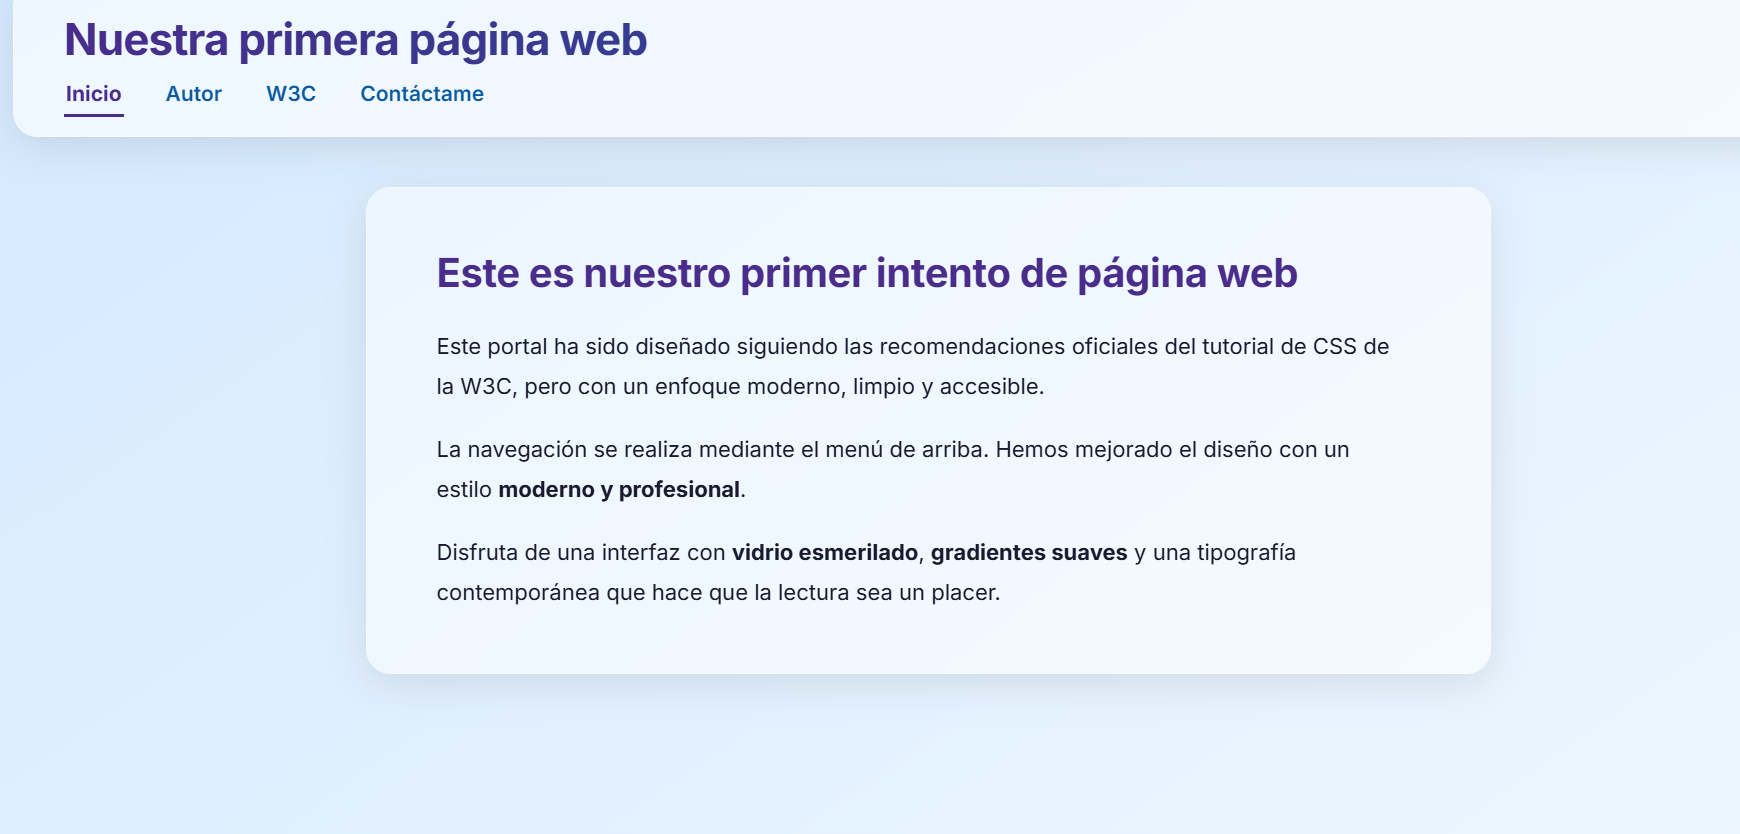 Nuestra primera página web
Inicio Autor W3C Contáctame
Este es nuestro primer intento de página web
Este portal ha sido diseñado siguiendo las recomendaciones oficiales del tutorial de CSS de
la W3C, pero con un enfoque moderno, limpio y accesible.
La navegación se realiza mediante el menú de arriba. Hemos mejorado el diseño con un
estilo moderno y profesional.
Disfruta de una interfaz con vidrio esmerilado, gradientes suaves y una tipografía
contemporánea que hace que la lectura sea un placer.